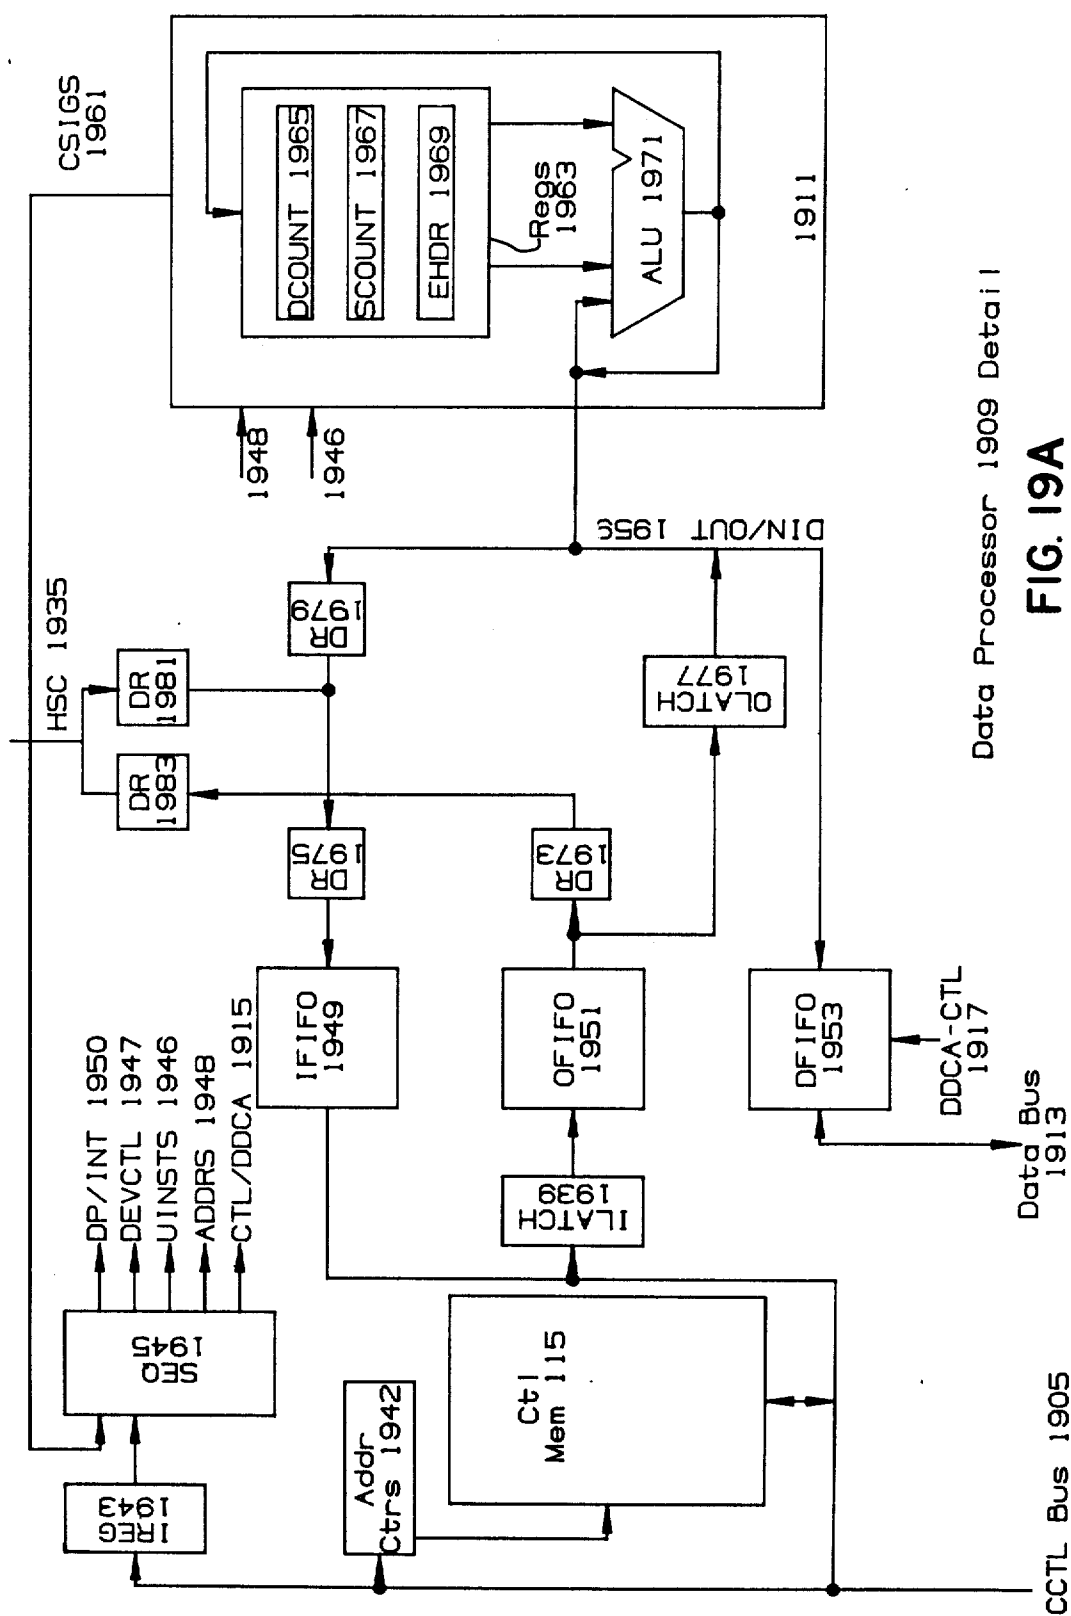 CSIGS
1961
DCOUNT 1965
SCOUNT 1967
EHDR 1969
Regs
1963
ALU 1971
1911
1948
1946
HSC 1935
DR
1981
DR
1983
DR
1979
DR
1975
DR
1973
DIN/OUT 1956
OLATCH
1977
IFIFO
1949
OFIFO
1951
DFIFO
1953
DDCA-CTL
1917
Data Bus
1913
DP/INT 1950
DEVCTL 1947
UINSTS 1946
ADDRS 1948
CTL/DDCA 1915
SEQ
1945
IREG
1943
Addr
Ctrs 1942
Ctl
Mem 115
ILATCH
1939
CCTL Bus 1905
Data Processor 1909 Detail
FIG. 19A